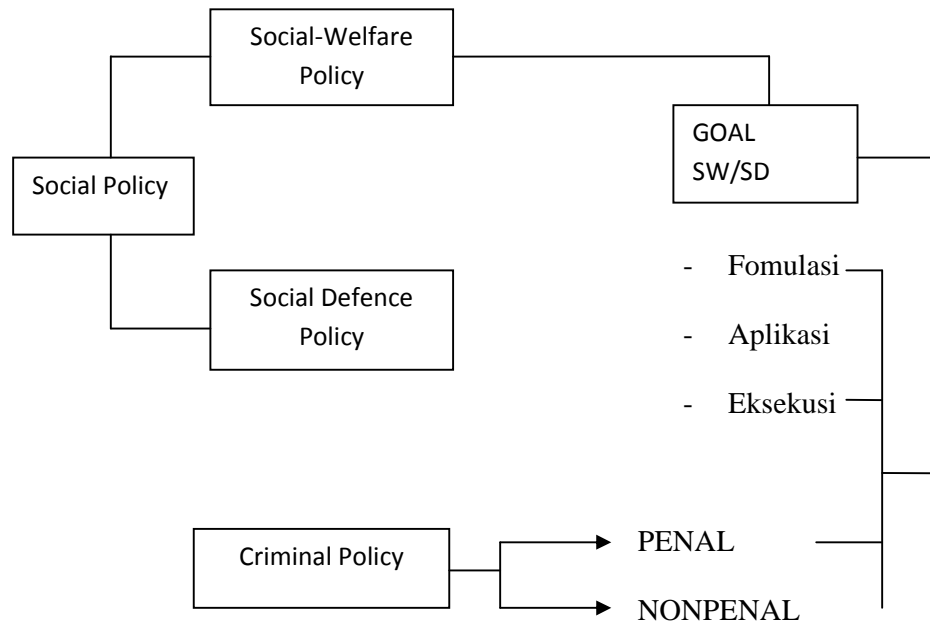 Social-Welfare
Policy
GOAL
SW/SD
Social Policy
Social Defence
Policy
- Fomulasi
- Aplikasi
- Eksekusi
Criminal Policy
PENAL
NONPENAL